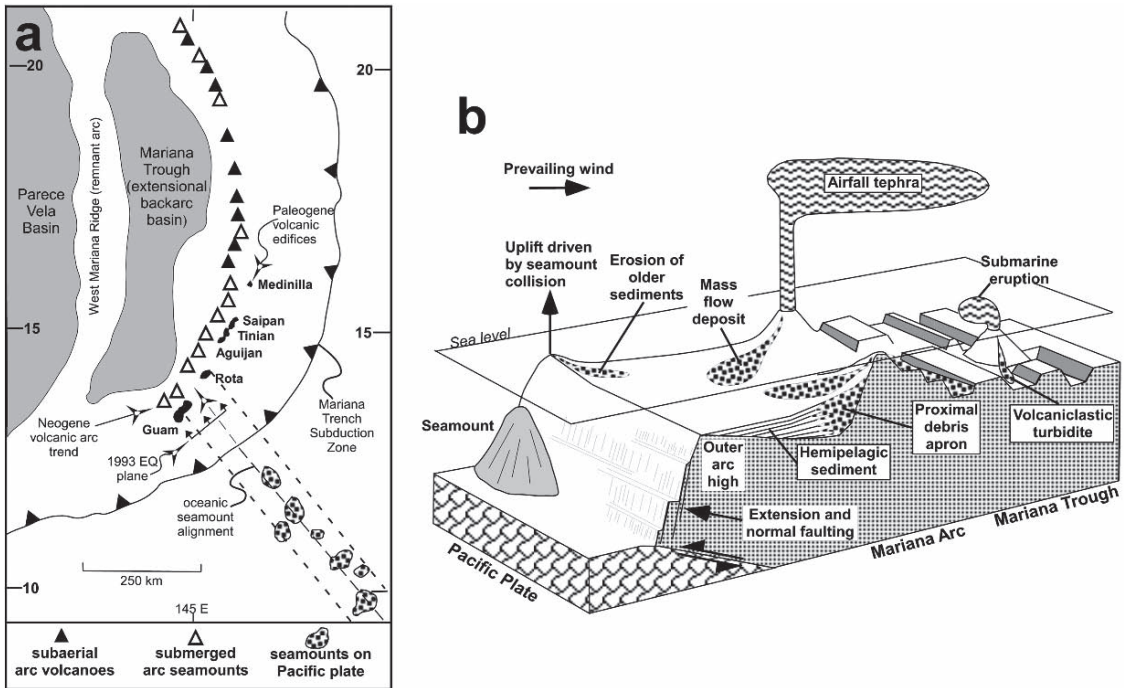 a
20
20
Parece
Vela
Basin
West Mariana Ridge (remnant arc)
Mariana
Trough
(extensional
backarc
basin)
Paleogene
volcanic
edifices
Medinilla
15
15
Saipan
Tinian
Aguijan
Rota
Guam
Neogene
volcanic arc
trend
1993 EQ
plane
Mariana
Trench
Subduction
Zone
oceanic
seamount
alignment
10
250 km
145 E
subaerial
arc volcanoes
submerged
arc seamounts
seamounts on
Pacific plate
b
Prevailing wind
Airfall tephra
Uplift driven
by seamount
collision
Erosion of
older
sediments
Mass
flow
deposit
Submarine
eruption
Sea level
Seamount
Outer
arc
high
Hemipelagic
sediment
Proximal
debris
apron
Volcaniclastic
turbidite
Extension and
normal faulting
Pacific Plate
Mariana Arc
Mariana Trough